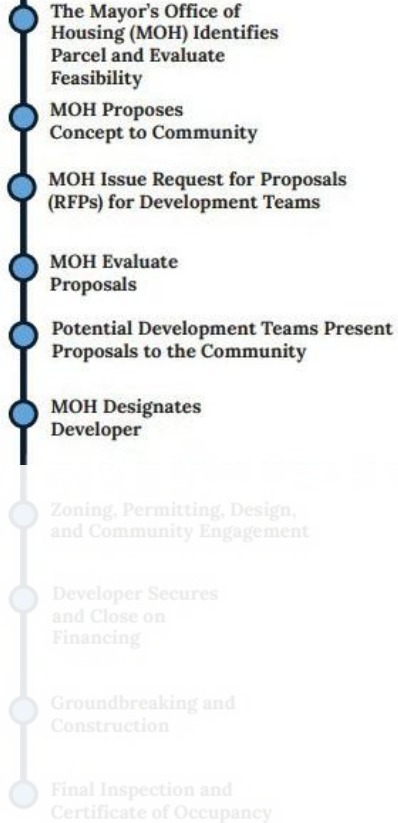 The Mayor's Office of
Housing (MOH) Identifies
Parcel and Evaluate
Feasibility
MOH Proposes
Concept to Community
MOH Issue Request for Proposals
(RFPs) for Development Teams
MOH Evaluate
Proposals
Potential Development Teams Present
Proposals to the Community
MOH Designates
Developer
Zoning, Permitting, Design,
and Community Engagement
Developer Secures
and Close on
Financing
Groundbreaking and
Construction
Final Inspection and
Certificate of Occupancy